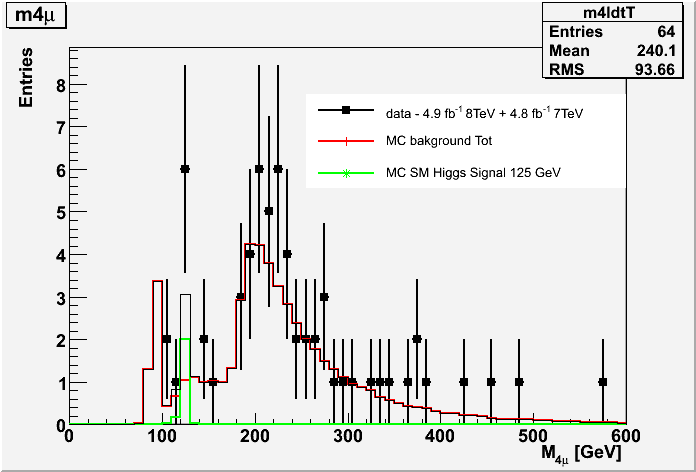 m4μ
m4ldtT
Entries 64
Mean 240.1
RMS 93.66
Entries
8
7
6
5
4
3
2
1
0
data - 4.9 fb-1 8TeV + 4.8 fb-1 7TeV
MC bakground Tot
MC SM Higgs Signal 125 GeV
0 100 200 300 400 500 600
M4μ [GeV]